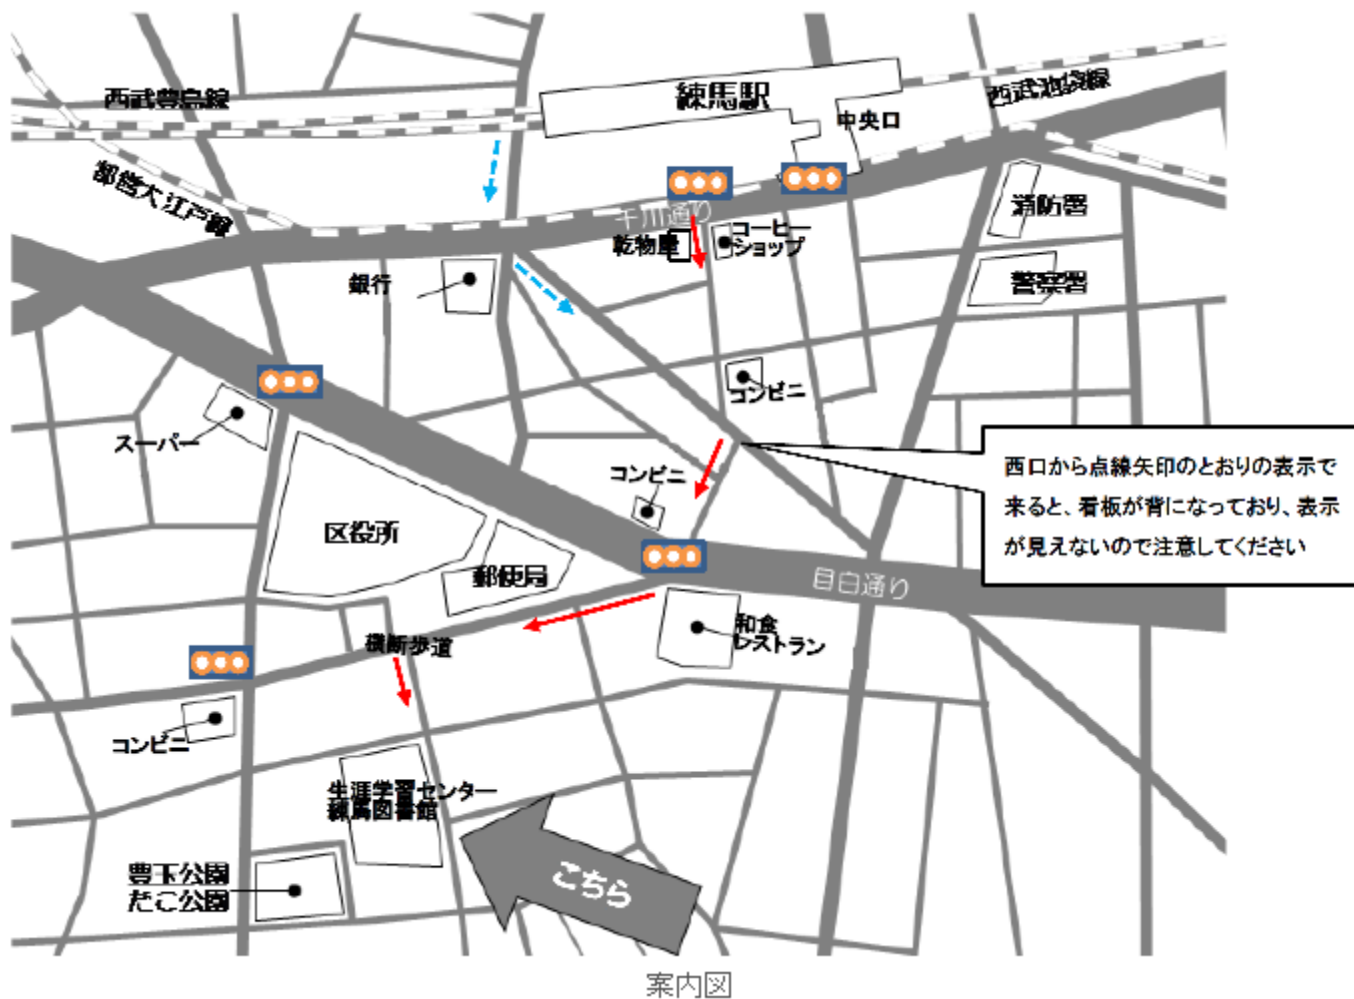 西武豊島線
練馬駅
西武池袋線
中央口
都営大江戸線
千川通り
消防署
乾物屋
コーヒー
ショップ
銀行
警察署
コンビニ
スーパー
コンビニ
西口から点線矢印のとおりの表示で
来ると、看板が背になっており、表示
が見えないので注意してください
区役所
郵便局
目白通り
和食
レストラン
横断歩道
コンビニ
生涯学習センター
練馬図書館
豊玉公園
たこ公園
こちら
案内図